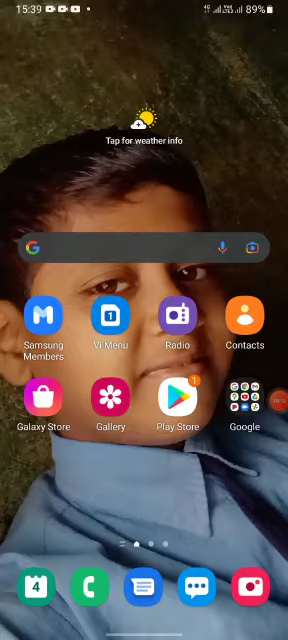 15:39
89%
Tap for weather info
Samsung Members
Vi Menu
Radio
Contacts
1
Galaxy Store
Gallery
Play Store
Google
4